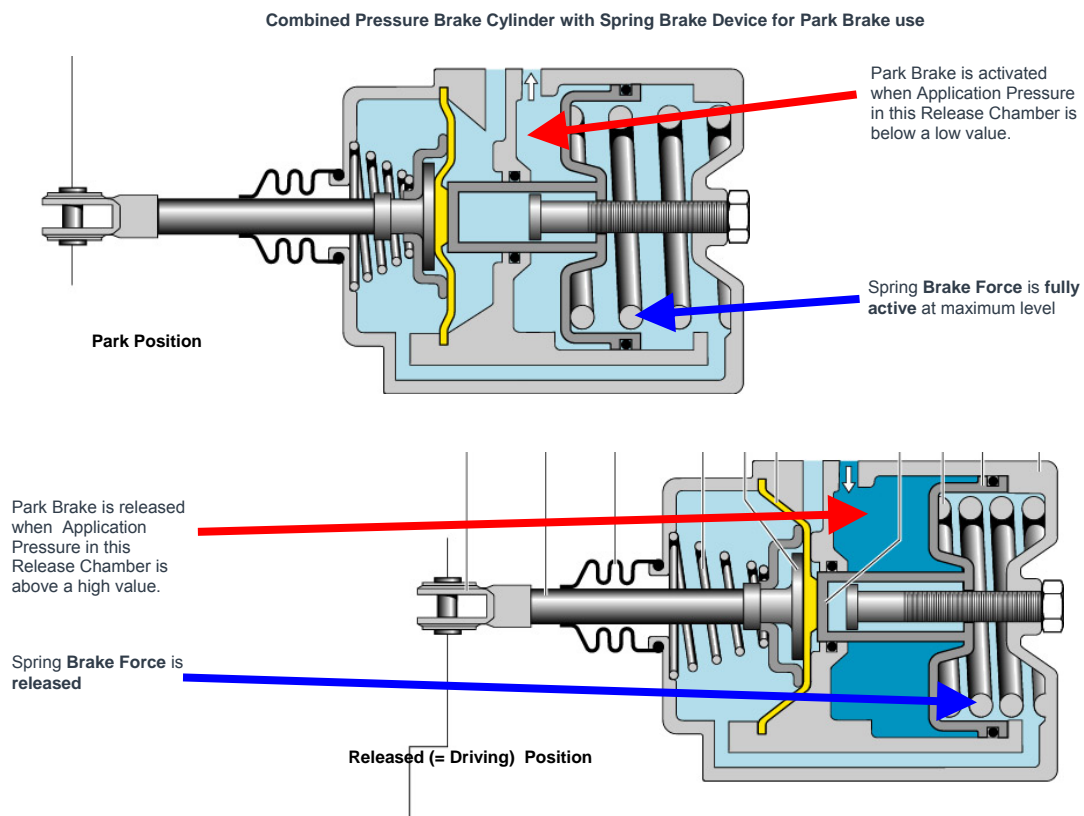 Combined Pressure Brake Cylinder with Spring Brake Device for Park Brake use
Park Brake is activated
when Application Pressure
in this Release Chamber is
below a low value.
Spring Brake Force is fully
active at maximum level
Park Position
Park Brake is released
when Application
Pressure in this
Release Chamber is
above a high value.
Spring Brake Force is
released
Released (= Driving) Position